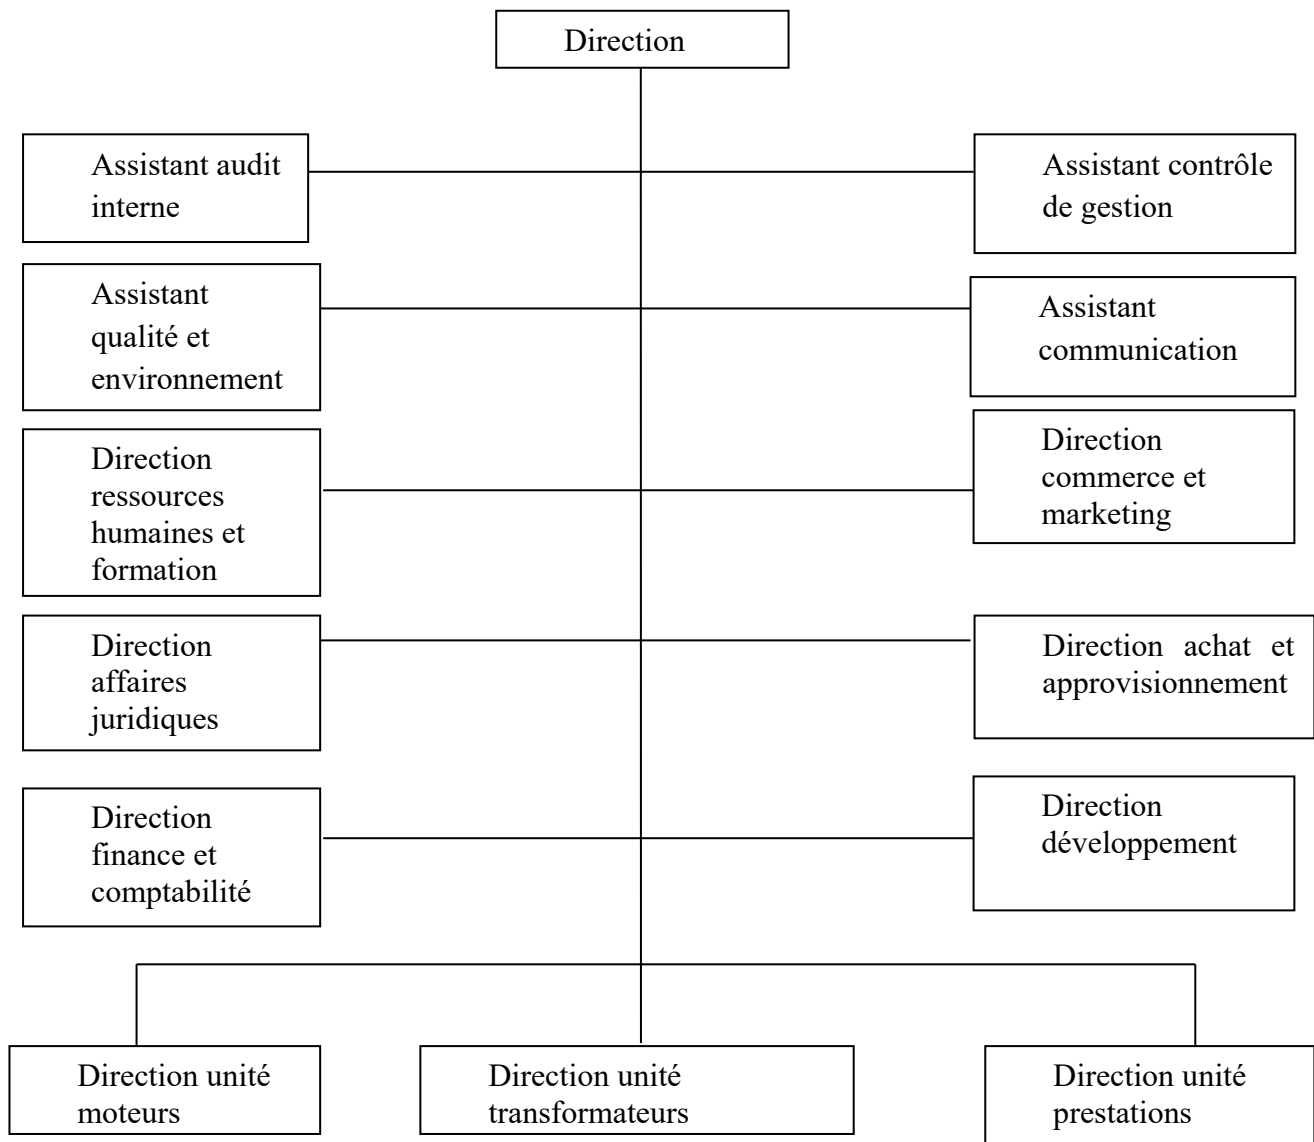 Direction
Assistant audit
interne
Assistant contrôle
de gestion
Assistant
qualité et
environnement
Assistant
communication
Direction
ressources
humaines et
formation
Direction
commerce et
marketing
Direction
affaires
juridiques
Direction achat et
approvisionnement
Direction
finance et
comptabilité
Direction
développement
Direction unité
moteurs
Direction unité
transformateurs
Direction unité
prestations